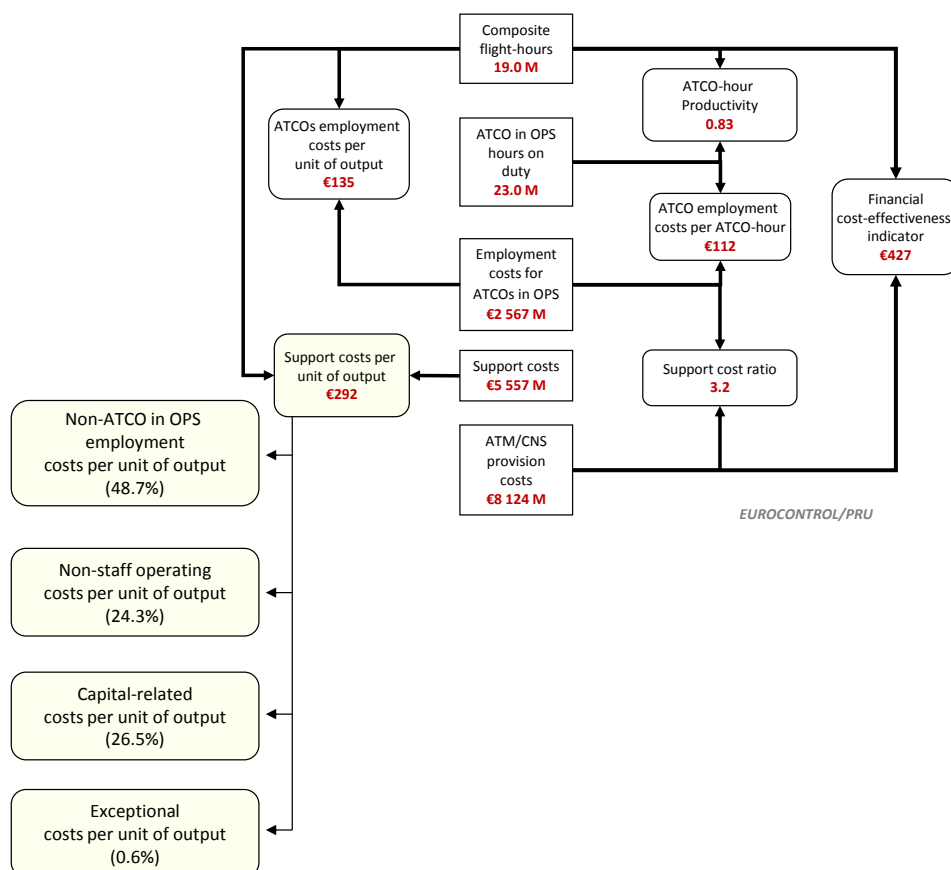 Composite
flight-hours
19.0 M
ATCO-hour
Productivity
0.83
ATCOs employment
costs per
unit of output
€135
ATCO in OPS
hours on
duty
23.0 M
ATCO employment
costs per ATCO-hour
€112
Financial
cost-effectiveness
indicator
€427
Employment
costs for
ATCOs in OPS
€2 567 M
Support costs per
unit of output
€292
Support costs
€5 557 M
Support cost ratio
3.2
Non-ATCO in OPS
employment
costs per unit of output
(48.7%)
ATM/CNS
provision
costs
€8 124 M
EUROCONTROL/PRU
Non-staff operating
costs per unit of output
(24.3%)
Capital-related
costs per unit of output
(26.5%)
Exceptional
costs per unit of output
(0.6%)